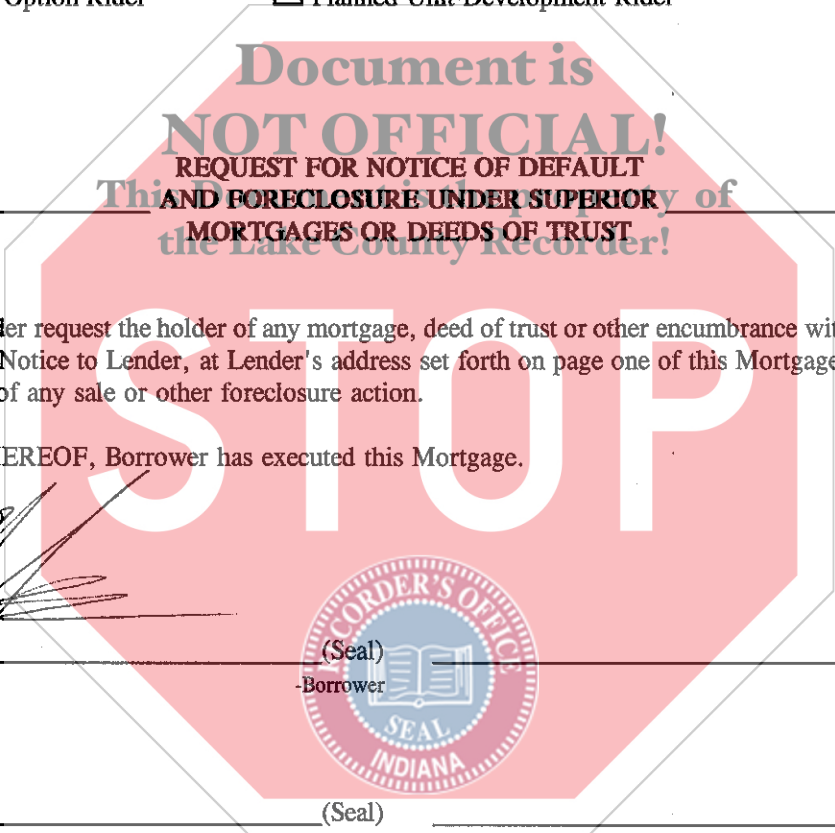 Option Rider Planned Unit Development Rider
Document is
NOT OFFICIAL!
REQUEST FOR NOTICE OF DEFAULT
This Document is the property of
AND FORECLOSURE UNDER SUPERIOR
the Lake County Recorder!
MORTGAGES OR DEEDS OF TRUST
er request the holder of any mortgage, deed of trust or other encumbrance wit
Notice to Lender, at Lender's address set forth on page one of this Mortgage
of any sale or other foreclosure action.
EREOF, Borrower has executed this Mortgage.
STOP
RECORDER'S OFFICE
(Seal)
-Borrower
SEAL
INDIANA
(Seal)